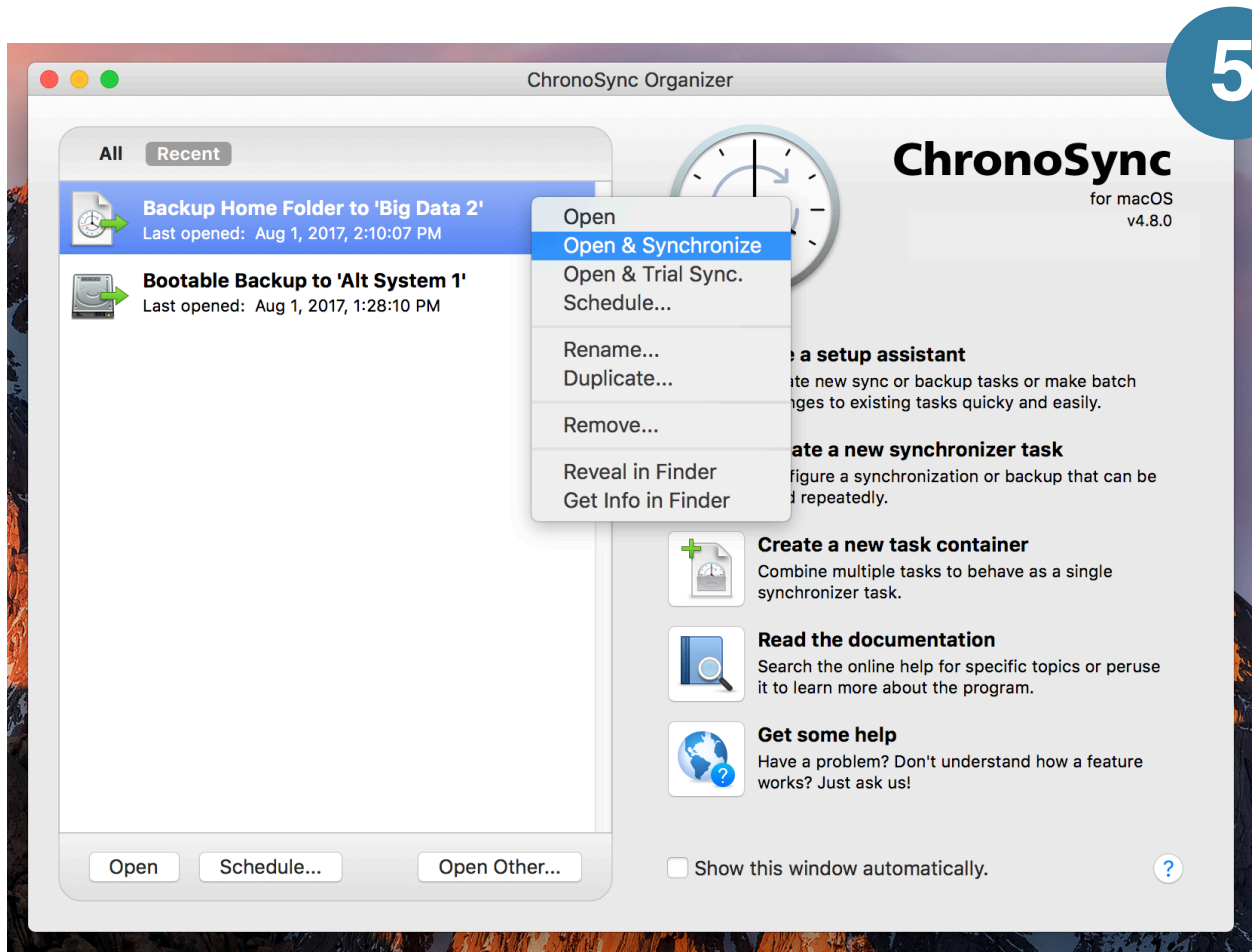 5
ChronoSync Organizer
All Recent
Backup Home Folder to 'Big Data 2'
Last opened: Aug 1, 2017, 2:10:07 PM
Bootable Backup to 'Alt System 1'
Last opened: Aug 1, 2017, 1:28:10 PM
Open
Open & Synchronize
Open & Trial Sync.
Schedule...
Rename...
Duplicate...
Remove...
Reveal in Finder
Get Info in Finder
ChronoSync
for macOS
v4.8.0
a setup assistant
new sync or backup tasks or make batch
to existing tasks quicky and easily.
a new synchronizer task
a synchronization or backup that can be
repeatedly.
Create a new task container
Combine multiple tasks to behave as a single
synchronizer task.
Read the documentation
Search the online help for specific topics or peruse
it to learn more about the program.
Get some help
Have a problem? Don't understand how a feature
works? Just ask us!
Open Schedule... Open Other...
Show this window automatically.
?